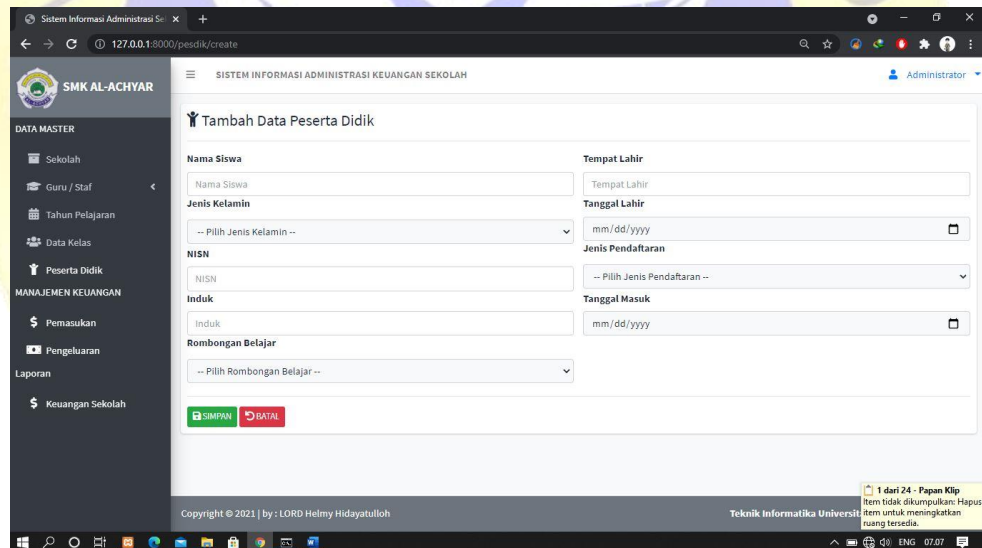 Sistem Informasi Administrasi Se
127.0.0.1:8000/pesdik/create
SMK AL-ACHYAR
SISTEM INFORMASI ADMINISTRASI KEUANGAN SEKOLAH
Administrator
DATA MASTER
Sekolah
Guru / Staf
Tahun Pelajaran
Data Kelas
Peserta Didik
MANAJEMEN KEUANGAN
Pemasukan
Pengeluaran
Laporan
Keuangan Sekolah
Tambah Data Peserta Didik
Nama Siswa
Nama Siswa
Jenis Kelamin
-- Pilih Jenis Kelamin --
NISN
NISN
Induk
Induk
Rombongan Belajar
-- Pilih Rombongan Belajar --
Tempat Lahir
Tempat Lahir
Tanggal Lahir
mm/dd/yyyy
Jenis Pendaftaran
-- Pilih Jenis Pendaftaran --
Tanggal Masuk
mm/dd/yyyy
SIMPAN
BATAL
Copyright © 2021 | by : LORD Helmy Hidayatulloh
Teknik Informatika Universit
1 dari 24 - Papan Klip
Item tidak dikumpulkan: Hapus
item untuk meningkatkan
ruang tersedia.
ENG
07.07